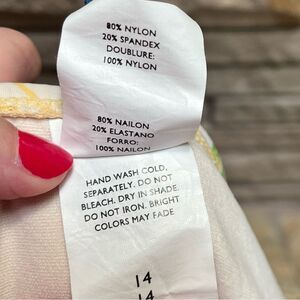 80% NYLON
20% SPANDEX
DOUBLURE:
100% NYLON
80% NAILON
20% ELASTANO
FORRO:
100% NAILON
HAND WASH COLD.
SEPARATELY. DO NOT
BLEACH. DRY IN SHADE.
DO NOT IRON. BRIGHT
COLORS MAY FADE
14
14